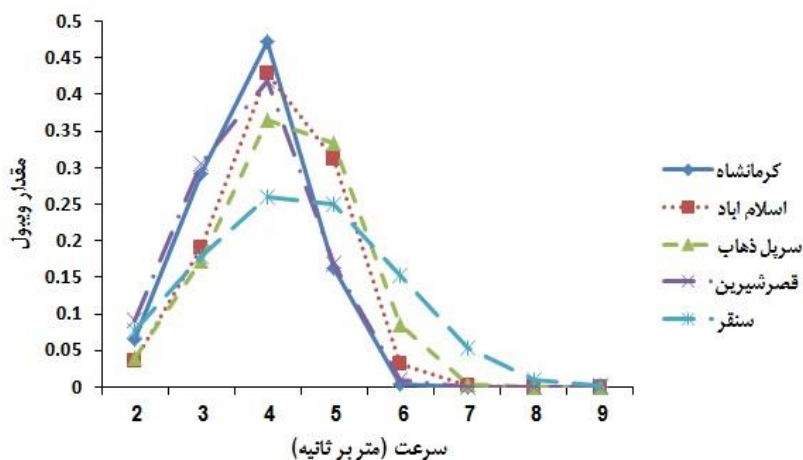 0.5
0.45
0.4
0.35
0.3
0.25
0.2
0.15
0.1
0.05
0
مقدار ویبول
2 3 4 5 6 7 8 9
سرعت (متر بر ثانیه)
کرمانشاه
اسلام اباد
سرپل ذهاب
قصرشیرین
سنقر